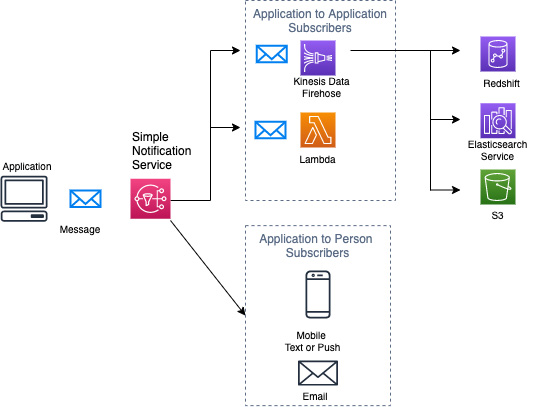 Application to Application
Subscribers
Kinesis Data
Firehose
Redshift
Simple
Notification
Service
Lambda
Elasticsearch
Service
Application
Message
S3
Application to Person
Subscribers
Mobile
Text or Push
Email